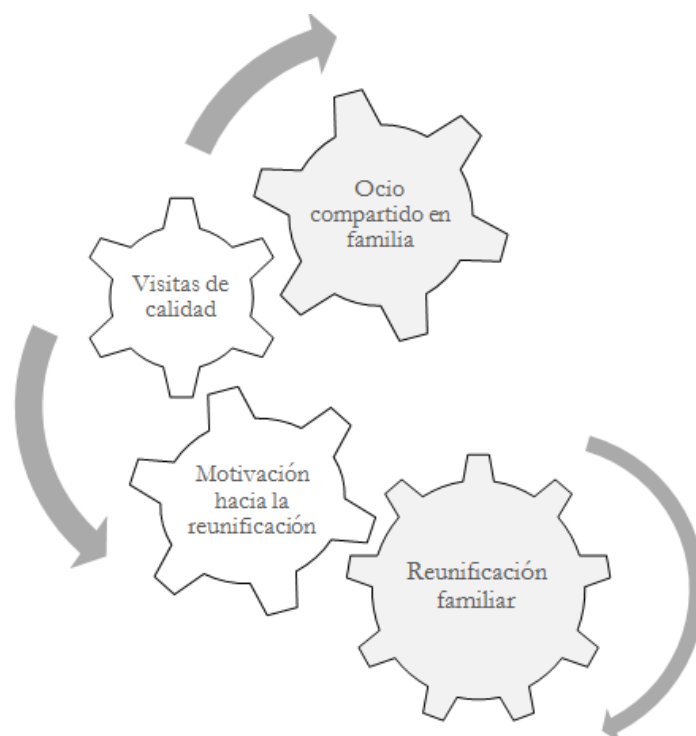 Ocio
compartido en
familia
Visitas de
calidad
Motivación
hacia la
reunificación
Reunificación
familiar